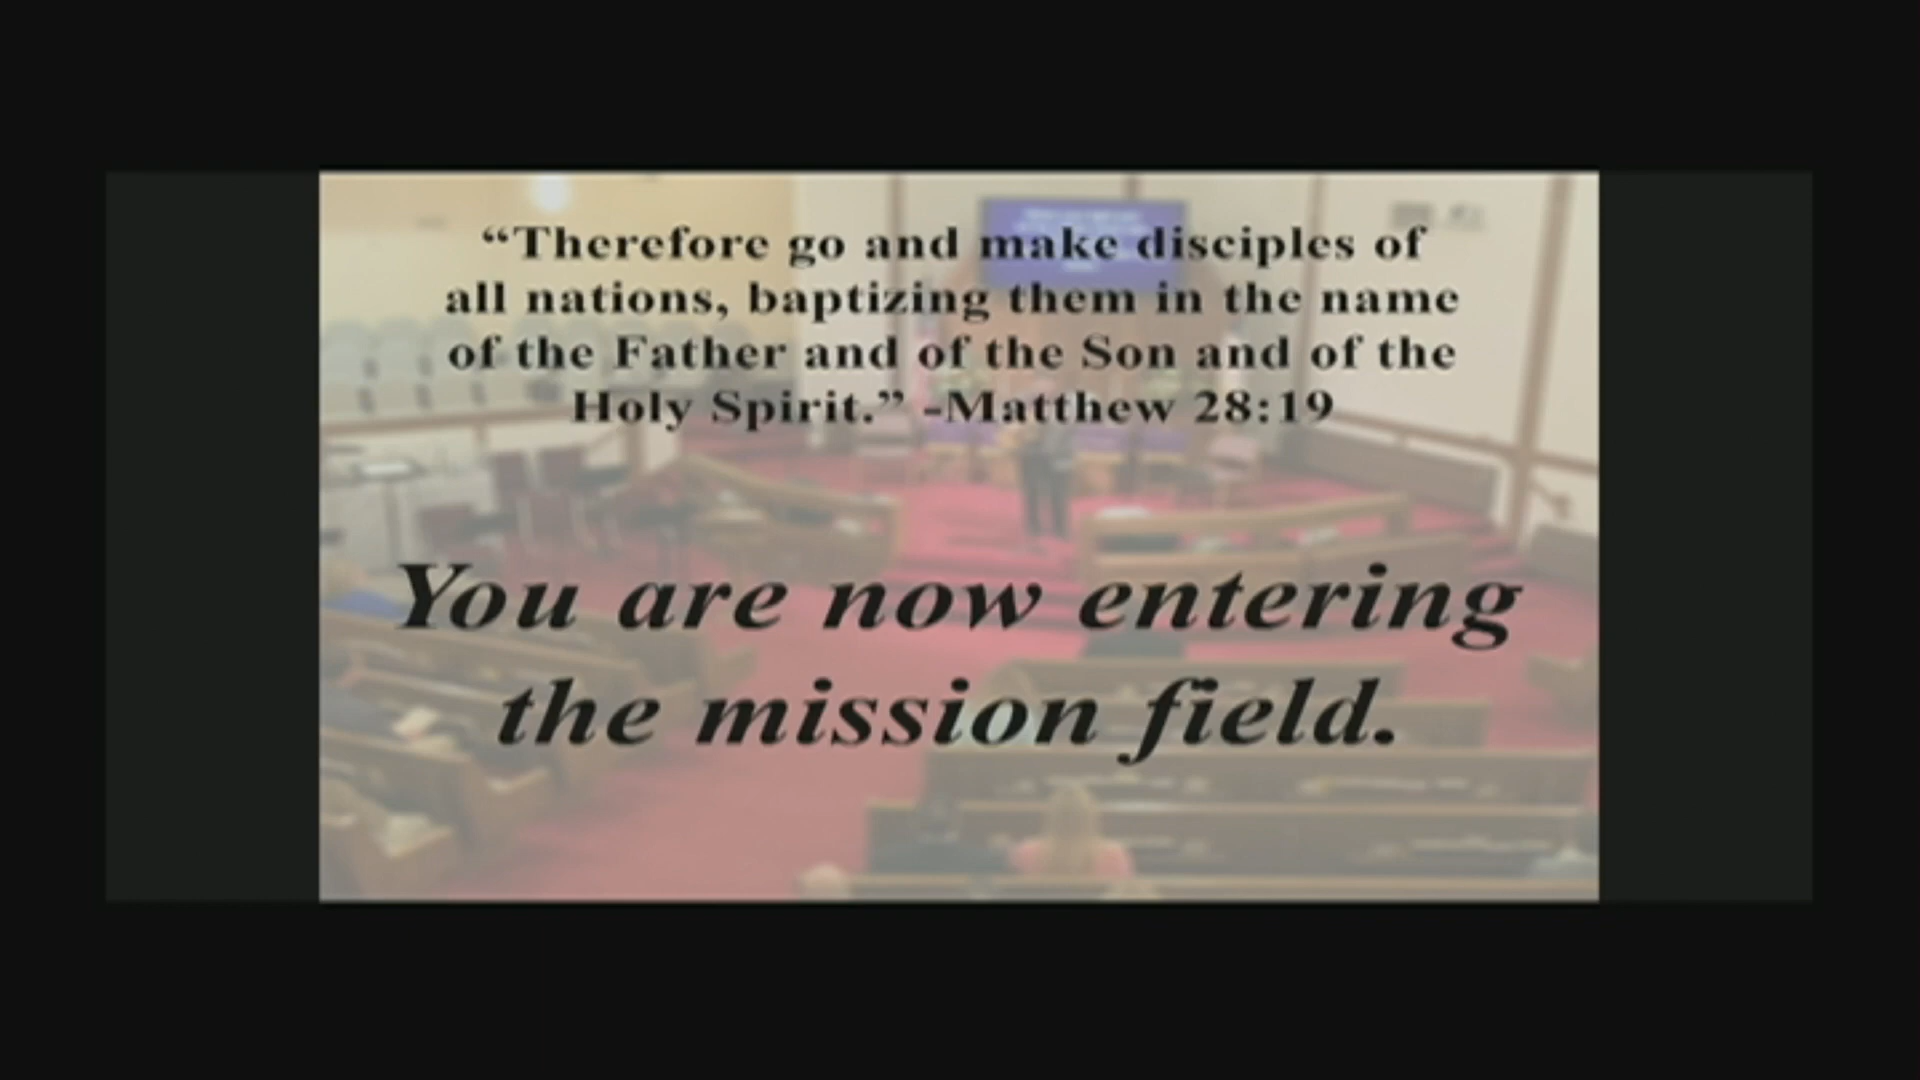 “Therefore go and make disciples of
all nations, baptizing them in the name
of the Father and of the Son and of the
Holy Spirit.” -Matthew 28:19
You are now entering
the mission field.